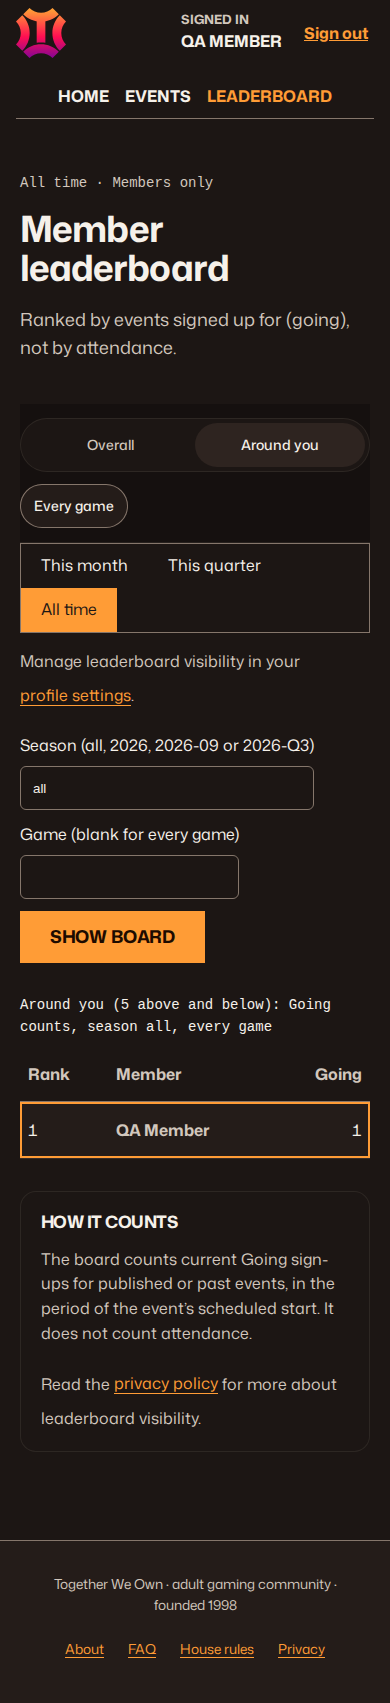 SIGNED IN
QA MEMBER
Sign out
HOME EVENTS LEADERBOARD
All time · Members only
Member
leaderboard
Ranked by events signed up for (going),
not by attendance.
Overall Around you
Every game
This month This quarter
All time
Manage leaderboard visibility in your
profile settings.
Season (all, 2026, 2026-09 or 2026-Q3)
all
Game (blank for every game)
SHOW BOARD
Around you (5 above and below): Going
counts, season all, every game
Rank Member Going
1 QA Member 1
HOW IT COUNTS
The board counts current Going sign-
ups for published or past events, in the
period of the event's scheduled start. It
does not count attendance.
Read the privacy policy for more about
leaderboard visibility.
Together We Own · adult gaming community ·
founded 1998
About FAQ House rules Privacy